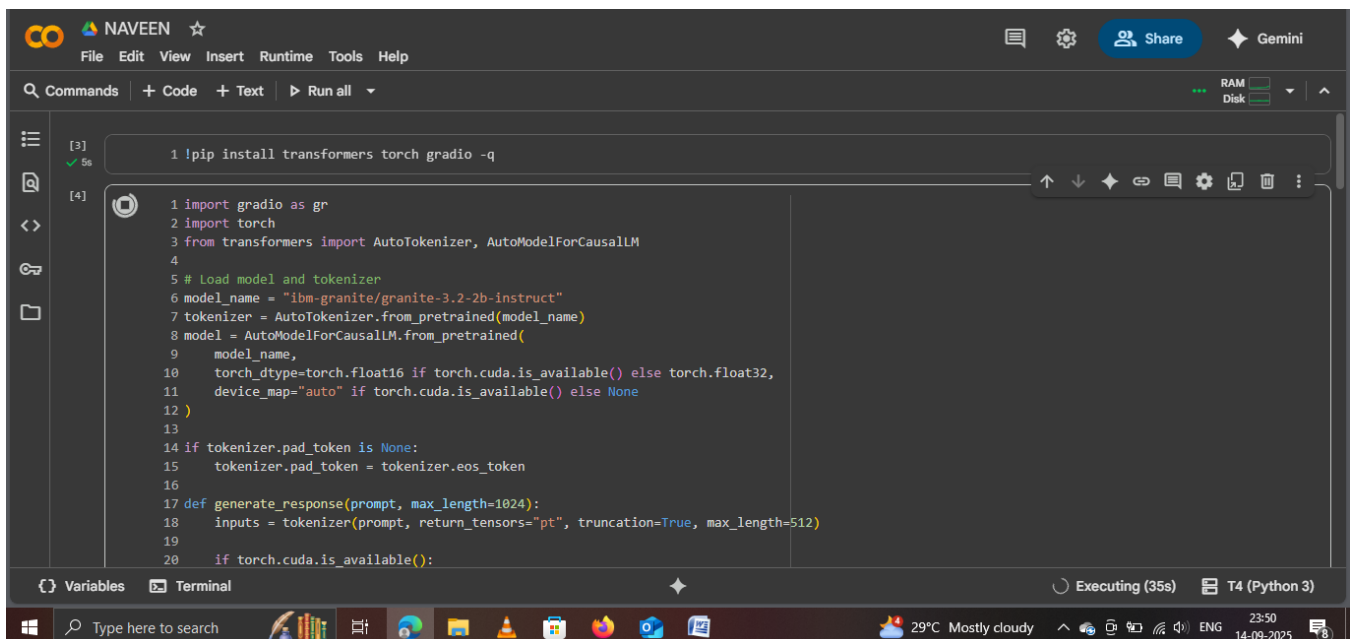 CO NAVEEN
File Edit View Insert Runtime Tools Help
Share
Gemini
Commands + Code + Text Run all
RAM
Disk
[3]
5s
1 !pip install transformers torch gradio -q
[4]
1 import gradio as gr
2 import torch
3 from transformers import AutoTokenizer, AutoModelForCausalLM
4
5 # Load model and tokenizer
6 model_name = "ibm-granite/granite-3.2-2b-instruct"
7 tokenizer = AutoTokenizer.from_pretrained(model_name)
8 model = AutoModelForCausalLM.from_pretrained(
9 model_name,
10 torch_dtype=torch.float16 if torch.cuda.is_available() else torch.float32,
11 device_map="auto" if torch.cuda.is_available() else None
12 )
13
14 if tokenizer.pad_token is None:
15 tokenizer.pad_token = tokenizer.eos_token
16
17 def generate_response(prompt, max_length=1024):
18 inputs = tokenizer(prompt, return_tensors="pt", truncation=True, max_length=512)
19
20 if torch.cuda.is_available():
{} Variables Terminal
Executing (35s) T4 (Python 3)
Type here to search
29°C Mostly cloudy
ENG
23:50
14-09-2025
8